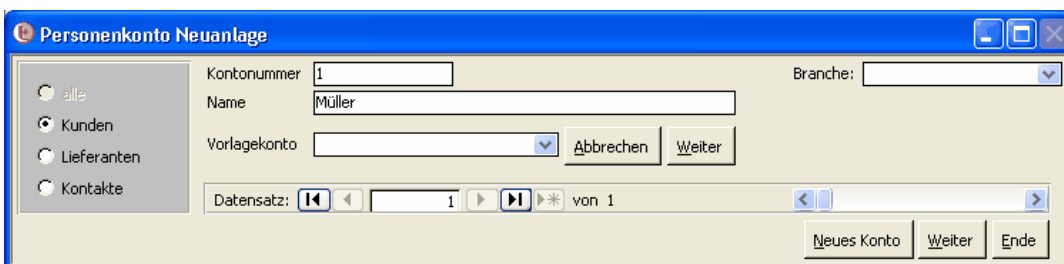 Personenkonto Neuanlage
Kontonummer 1 Branche:
alle
Name Müller
Kunden
Vorlagekonto Abbrechen Weiter
Lieferanten
Kontakte
Datensatz: 1 von 1
Neues Konto Weiter Ende